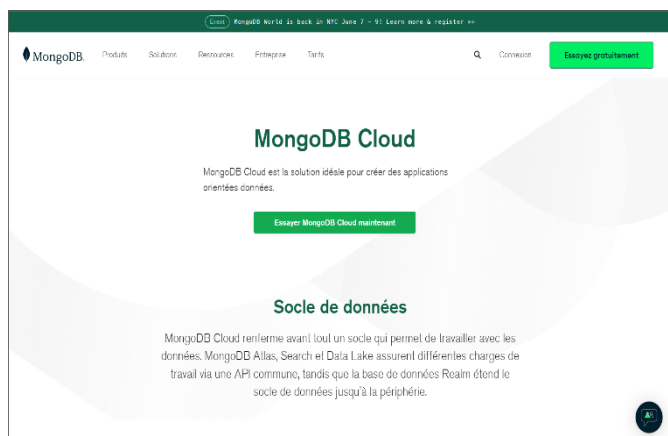 Event MongoDB World is back in NYC June 7 - 9! Learn more & register >>
MongoDB. Produits Solutions Ressources Entreprise Tarifs Connexion Essayez gratuitement
MongoDB Cloud
MongoDB Cloud est la solution idéale pour créer des applications
orientées données.
Essayer MongoDB Cloud maintenant
Socle de données
MongoDB Cloud renferme avant tout un socle qui permet de travailler avec les
données. MongoDB Atlas, Search et Data Lake assurent différentes charges de
travail via une API commune, tandis que la base de données Realm étend le
socle de données jusqu'à la périphérie.